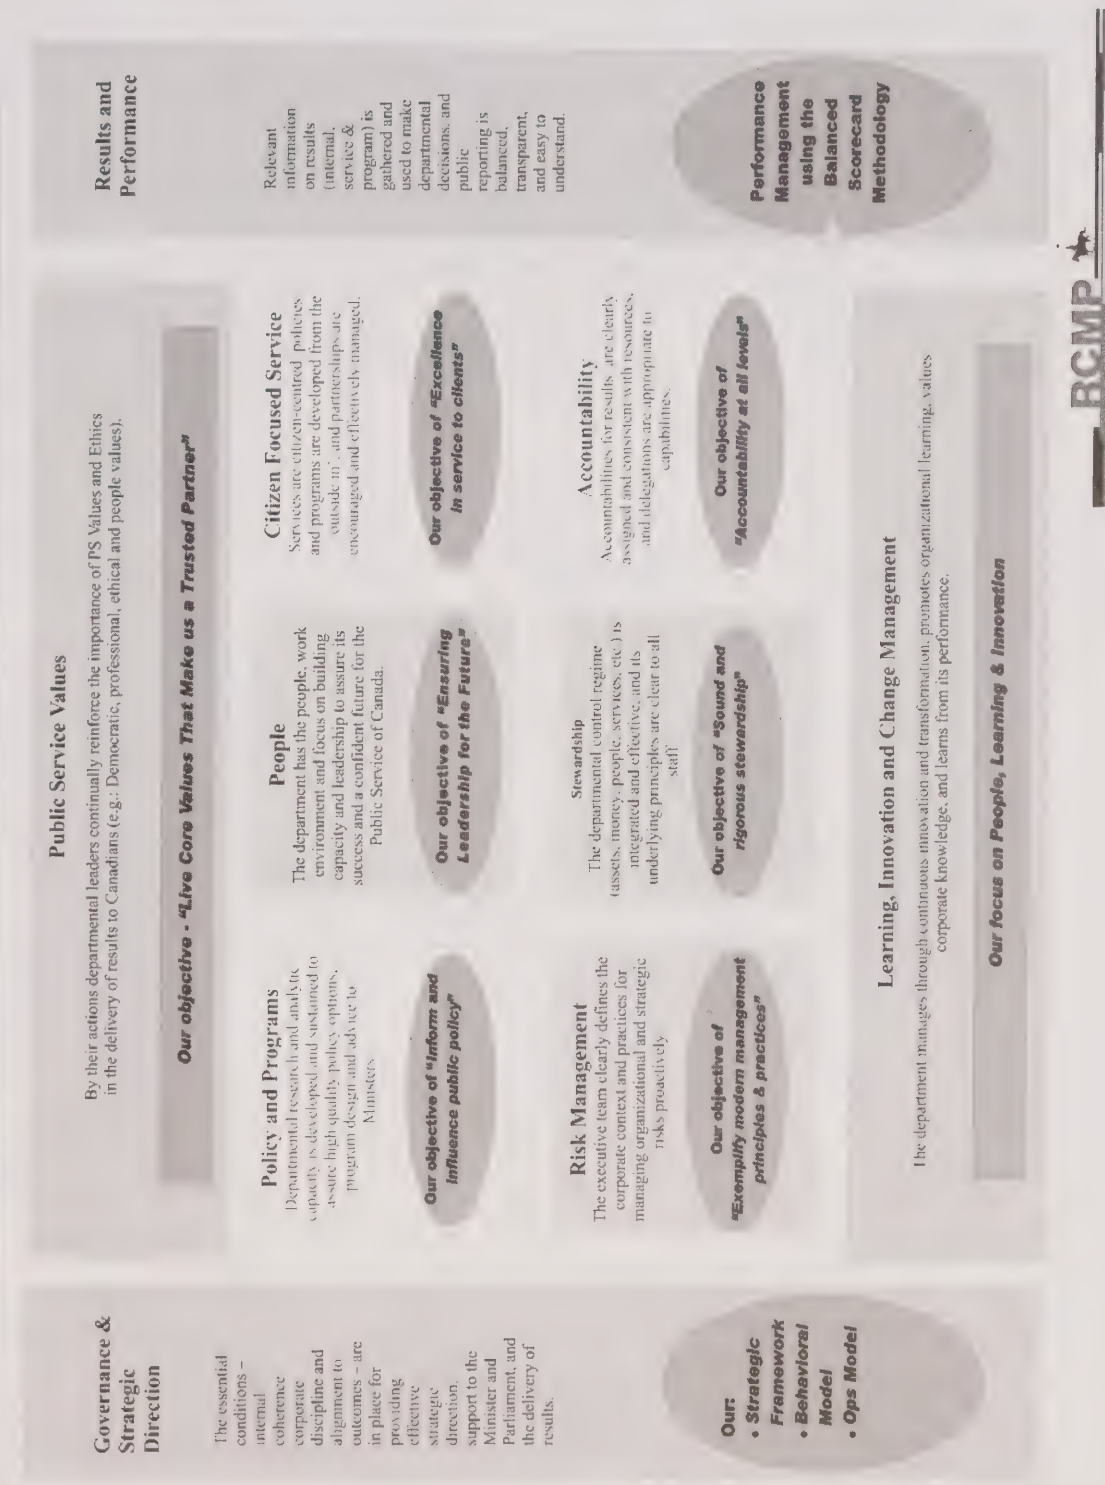 Governance &
Strategic
Direction
The essential
conditions –
internal
coherence
corporate
discipline and
alignment to
outcomes – are
in place for
providing
effective
strategic
direction.
support to the
Minister and
Parliament, and
the delivery of
results.
Our:
• Strategic
Framework
• Behavioral
Model
• Ops Model
Public Service Values
By their actions departmental leaders continually reinforce the importance of PS Values and Ethics
in the delivery of results to Canadians (e.g.: Democratic, professional, ethical and people values).
Our objective - "Live Core Values That Make us a Trusted Partner"
Policy and Programs
Departmental research and analytic
capacity is developed and sustained to
assure high quality policy options,
program design and advice to
Ministers
Our objective of "Inform and
Influence public policy"
People
The department has the people, work
environment and focus on building
capacity and leadership to assure its
success and a confident future for the
Public Service of Canada.
Our objective of "Ensuring
Leadership for the Future"
Citizen Focused Service
Services are citizen-centred policies
and programs are developed from the
outside in, and partnerships are
encouraged and effectively managed.
Our objective of "Excellence
in service to clients"
Risk Management
The executive team clearly defines the
corporate context and practices for
managing organizational and strategic
risks proactively
Our objective of
"Exemplify modern management
principles & practices"
Stewardship
The departmental control regime
(assets, money, people, services, etc.) is
integrated and effective, and its
underlying principles are clear to all
staff
Our objective of "Sound and
rigorous stewardship"
Accountability
Accountabilities for results are clearly
assigned and consistent with resources,
and delegations are appropriate to
capabilities.
Our objective of
"Accountability at all levels"
Learning, Innovation and Change Management
The department manages through continuous innovation and transformation, promotes organizational learning, values
corporate knowledge, and learns from its performance.
Our focus on People, Learning & Innovation
Results and
Performance
Relevant
information
on results
(internal,
service &
program) is
gathered and
used to make
departmental
decisions, and
public
reporting is
balanced,
transparent,
and easy to
understand.
Performance
Management
using the
Balanced
Scorecard
Methodology
RCMP